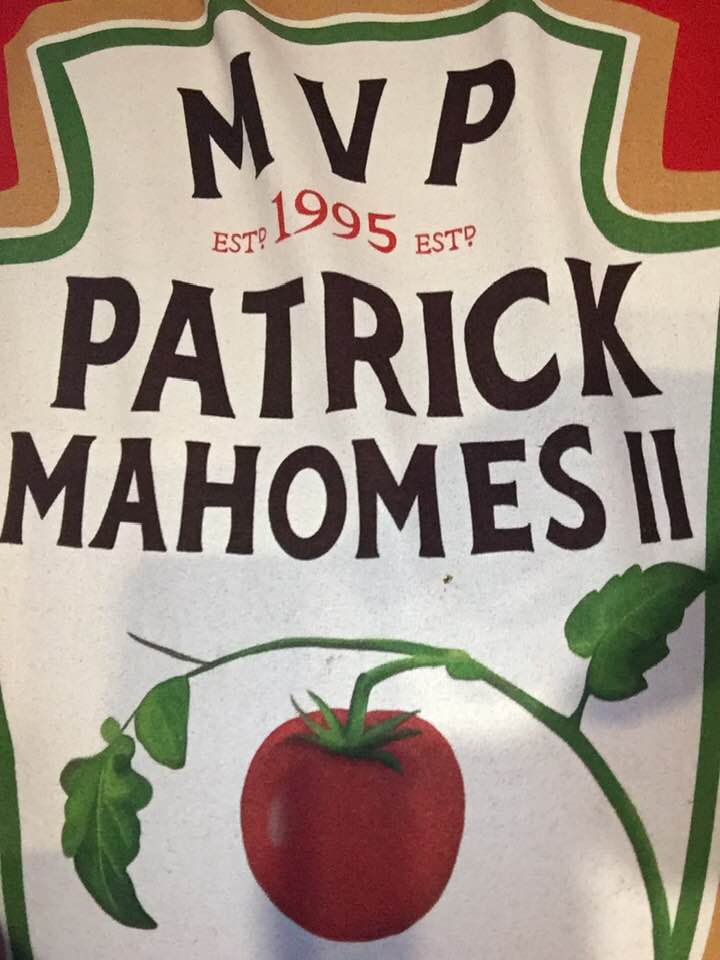 MVP
ESTD 1995 ESTD
PATRICK
MAHOMES II